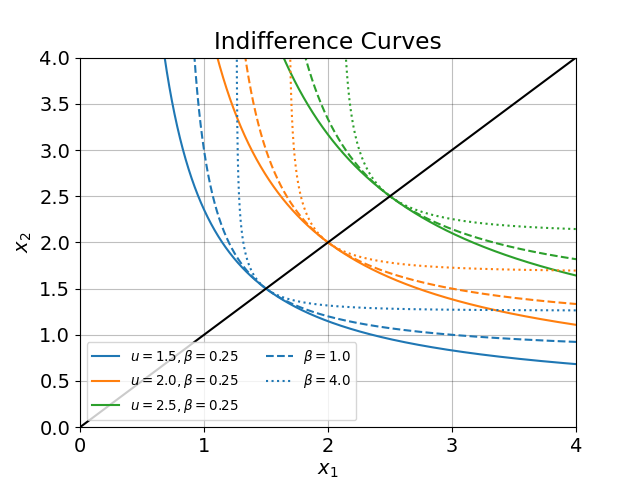 Indifference Curves
4.0
3.5
3.0
2.5
2.0
1.5
1.0
0.5
0.0
x₂
u = 1.5, β = 0.25
u = 2.0, β = 0.25
u = 2.5, β = 0.25
β = 1.0
β = 4.0
0 1 2 3 4
x₁